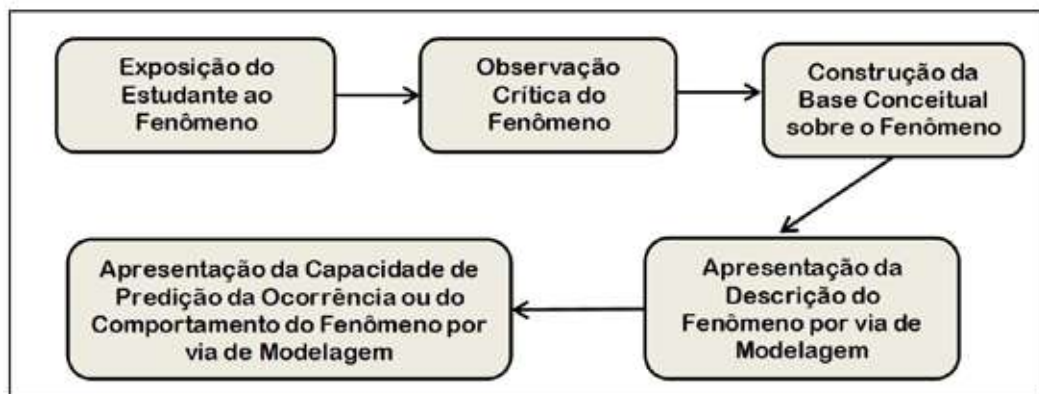 Exposição do
Estudante ao
Fenômeno
Observação
Crítica do
Fenômeno
Construção da
Base Conceitual
sobre o Fenômeno
Apresentação da
Descrição do
Fenômeno por via de
Modelagem
Apresentação da Capacidade de
Predição da Ocorrência ou do
Comportamento do Fenômeno por
via de Modelagem